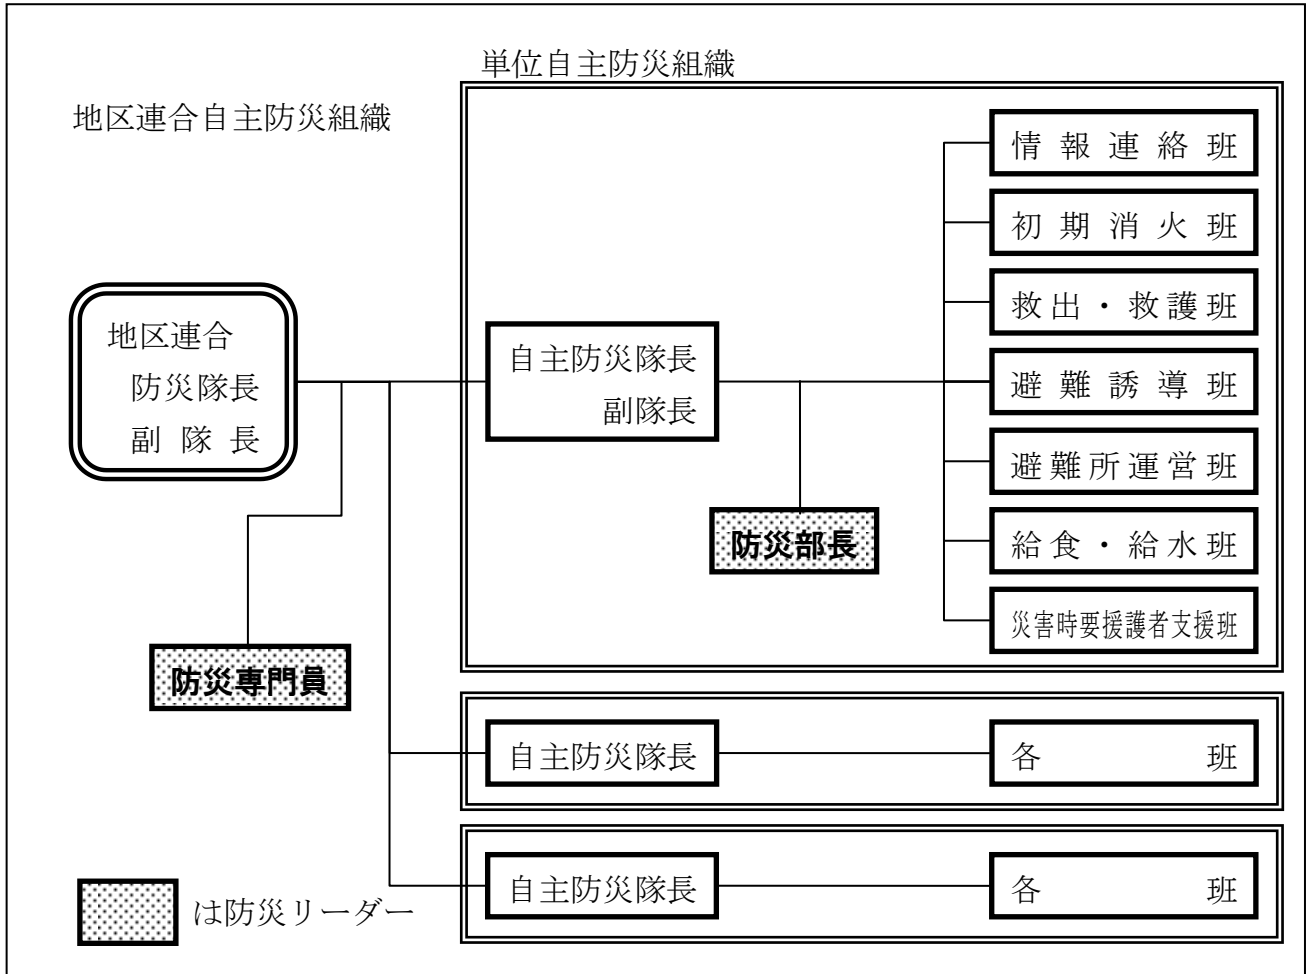 単位自主防災組織
地区連合自主防災組織
情報連絡班
初期消火班
救出・救護班
地区連合
防災隊長
副隊長
自主防災隊長
副隊長
避難誘導班
避難所運営班
防災部長
給食・給水班
災害時要援護者支援班
防災専門員
自主防災隊長
各班
自主防災隊長
各班
は防災リーダー